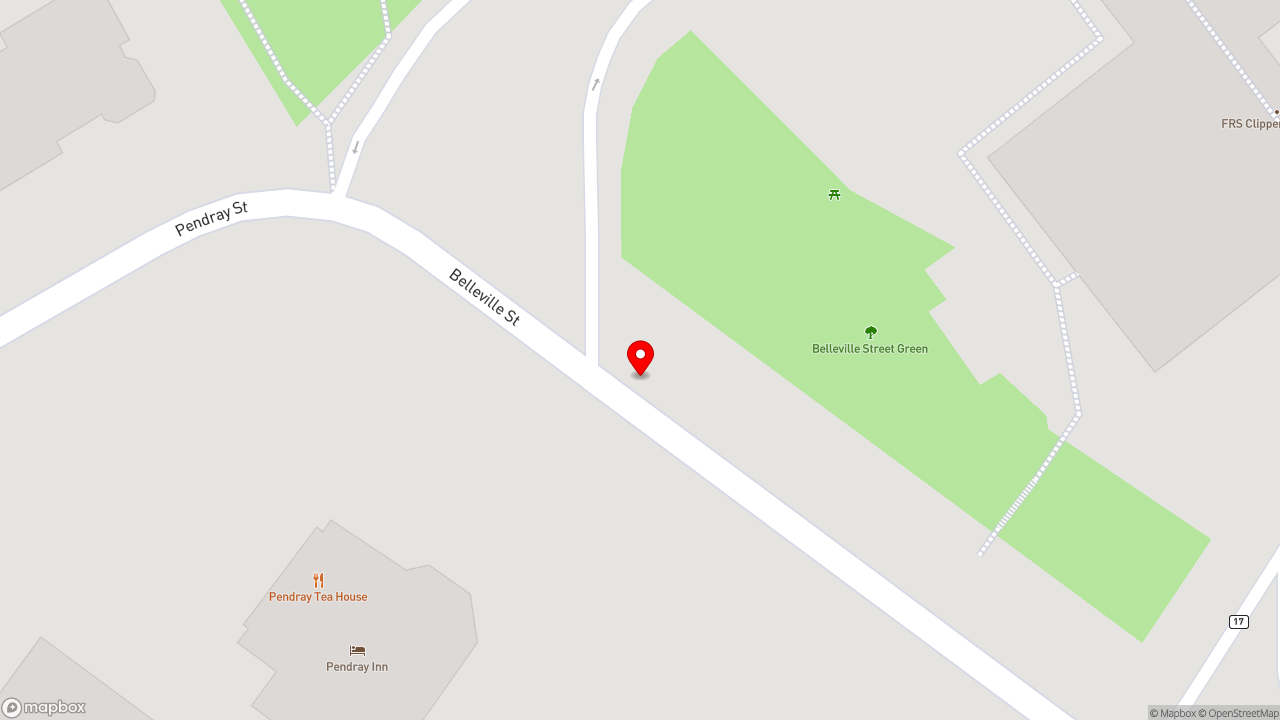 FRS Clipper
Pendray St
Belleville St
Belleville Street Green
Pendray Tea House
17
Pendray Inn
mapbox
© Mapbox © OpenStreetMap